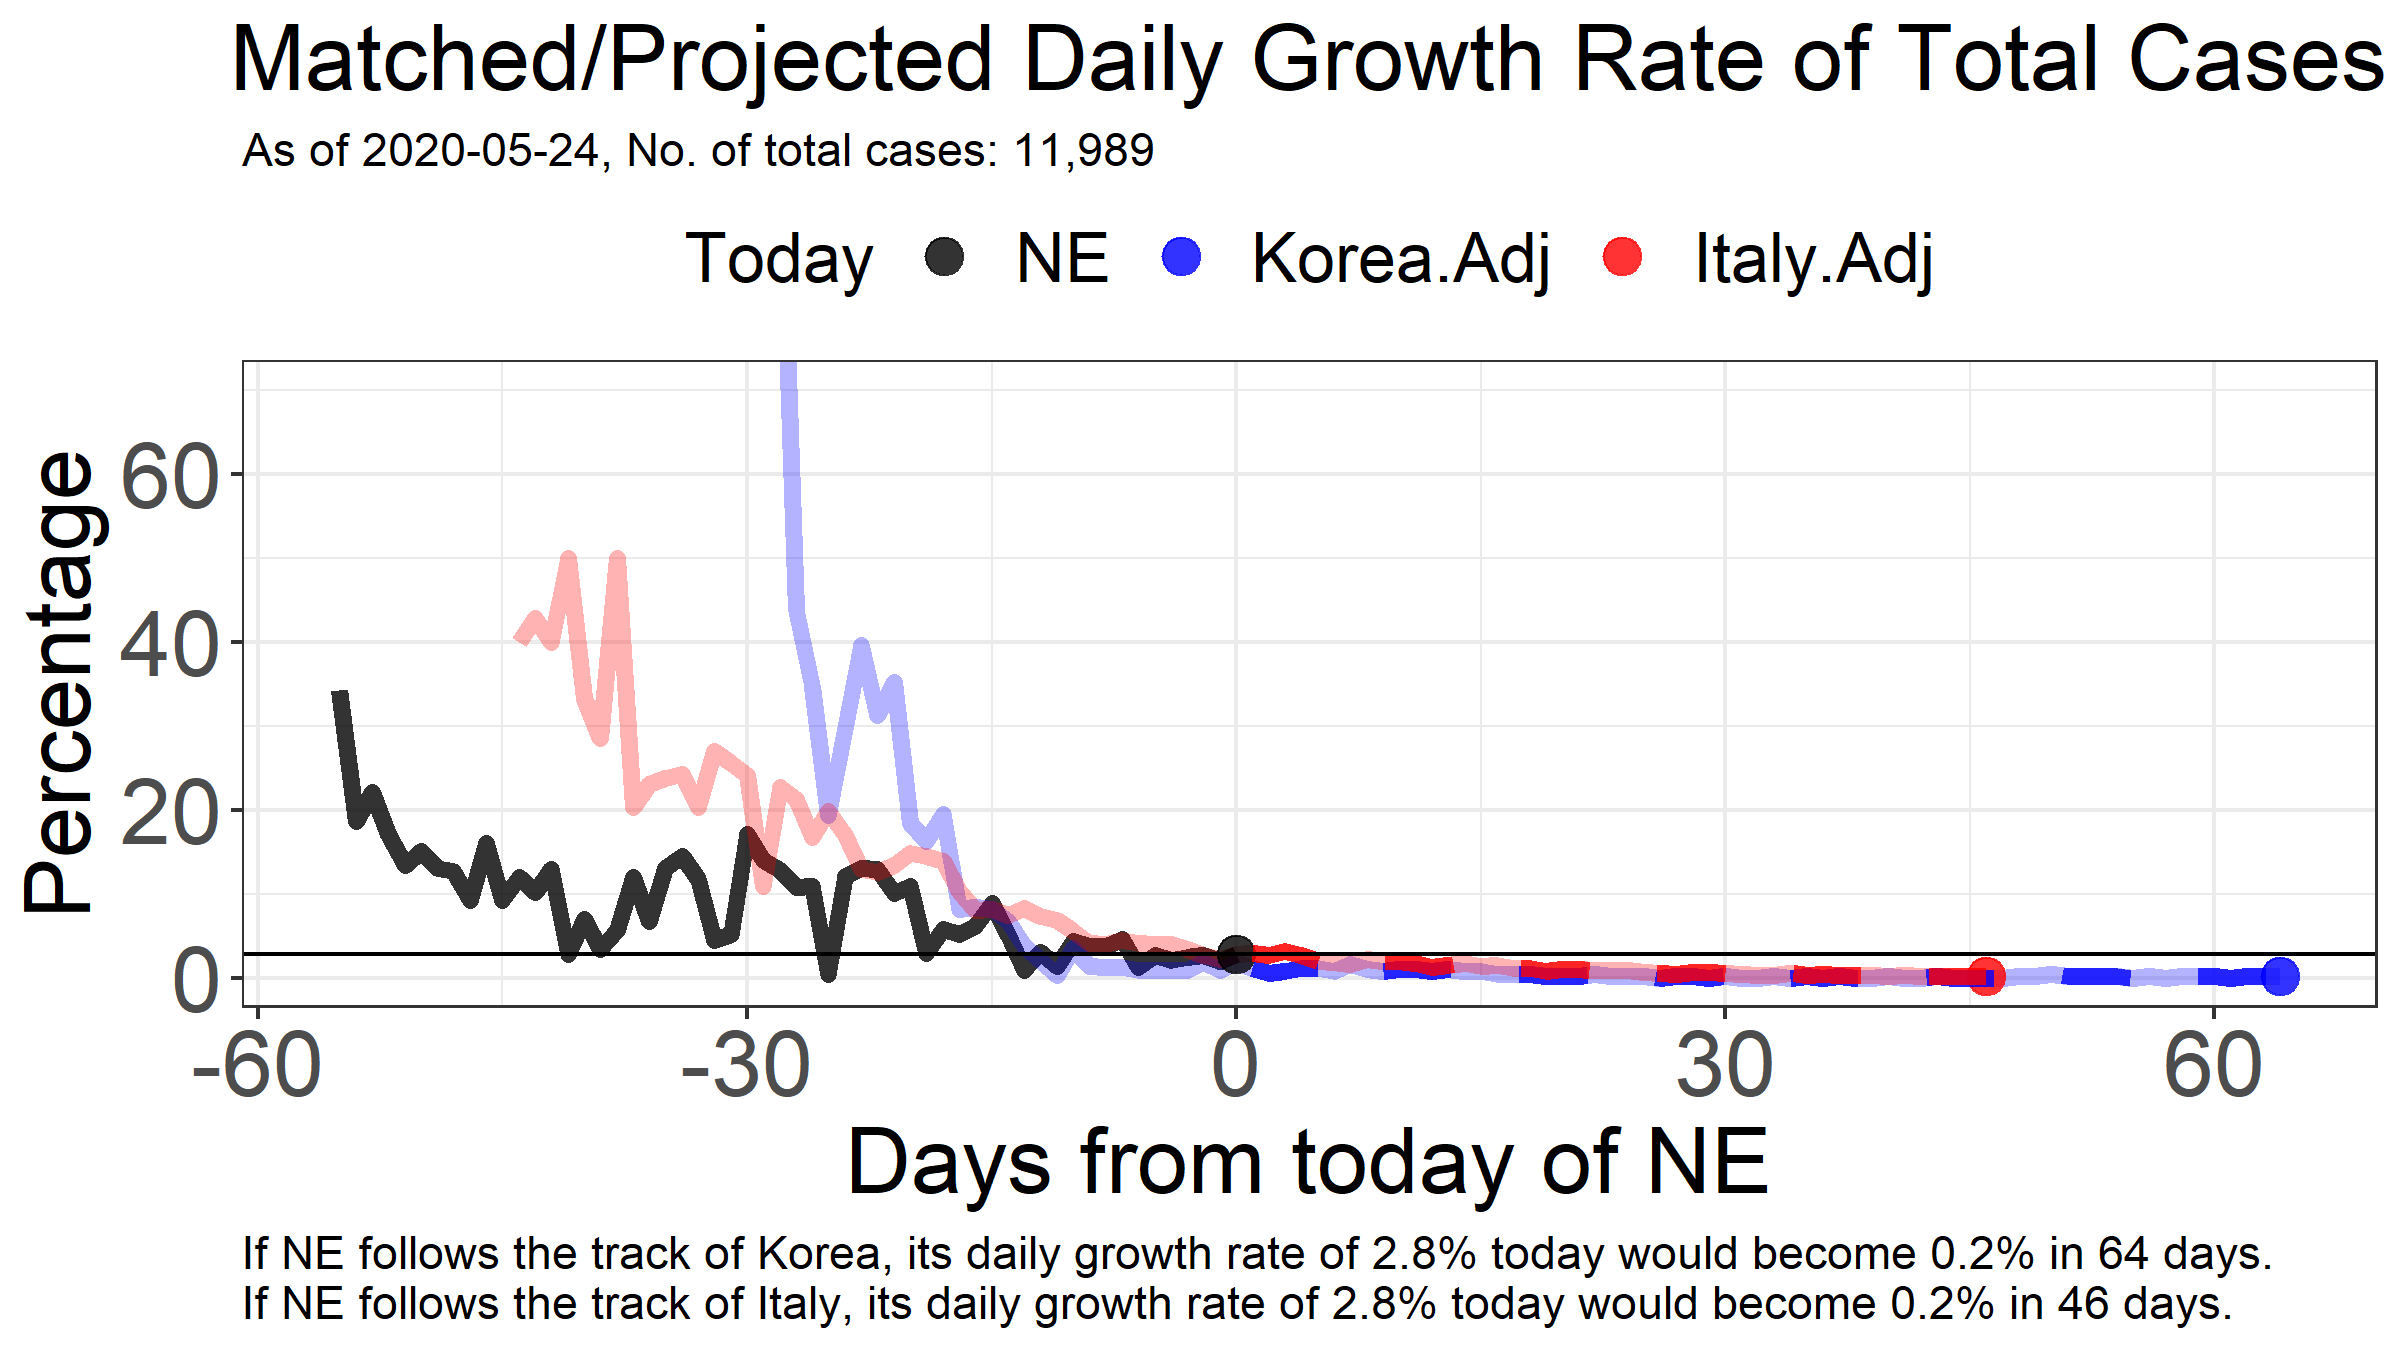 Matched/Projected Daily Growth Rate of Total Cases
As of 2020-05-24, No. of total cases: 11,989
Today NE Korea.Adj Italy.Adj
Percentage
60
40
20
0
-60 -30 0 30 60
Days from today of NE
If NE follows the track of Korea, its daily growth rate of 2.8% today would become 0.2% in 64 days.
If NE follows the track of Italy, its daily growth rate of 2.8% today would become 0.2% in 46 days.